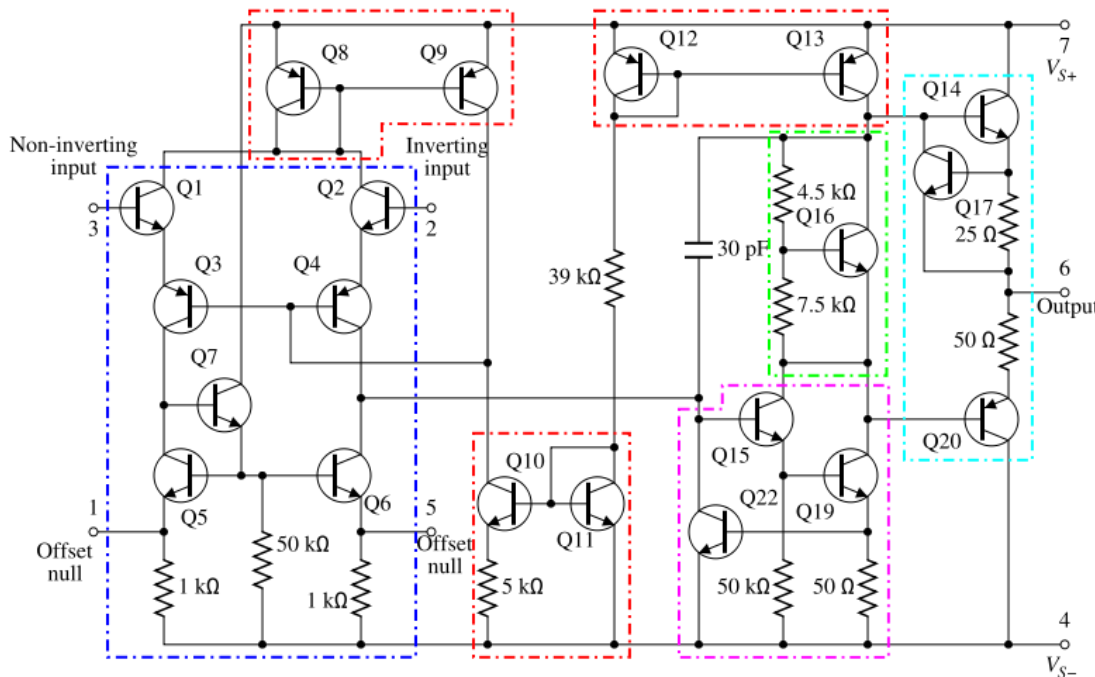 Q8
Q9
Q12
Q13
7
V_S+
Q14
Non-inverting
input
Inverting
input
Q1
Q2
3
2
4.5 kΩ
Q16
Q17
25 Ω
30 pF
39 kΩ
Q3
Q4
7.5 kΩ
6
Output
50 Ω
Q7
Q15
Q20
Q10
Q22
Q19
Q5
Q6
1
5
Offset
null
Offset
null
Q11
50 kΩ
1 kΩ
1 kΩ
5 kΩ
50 kΩ
50 Ω
4
V_S−